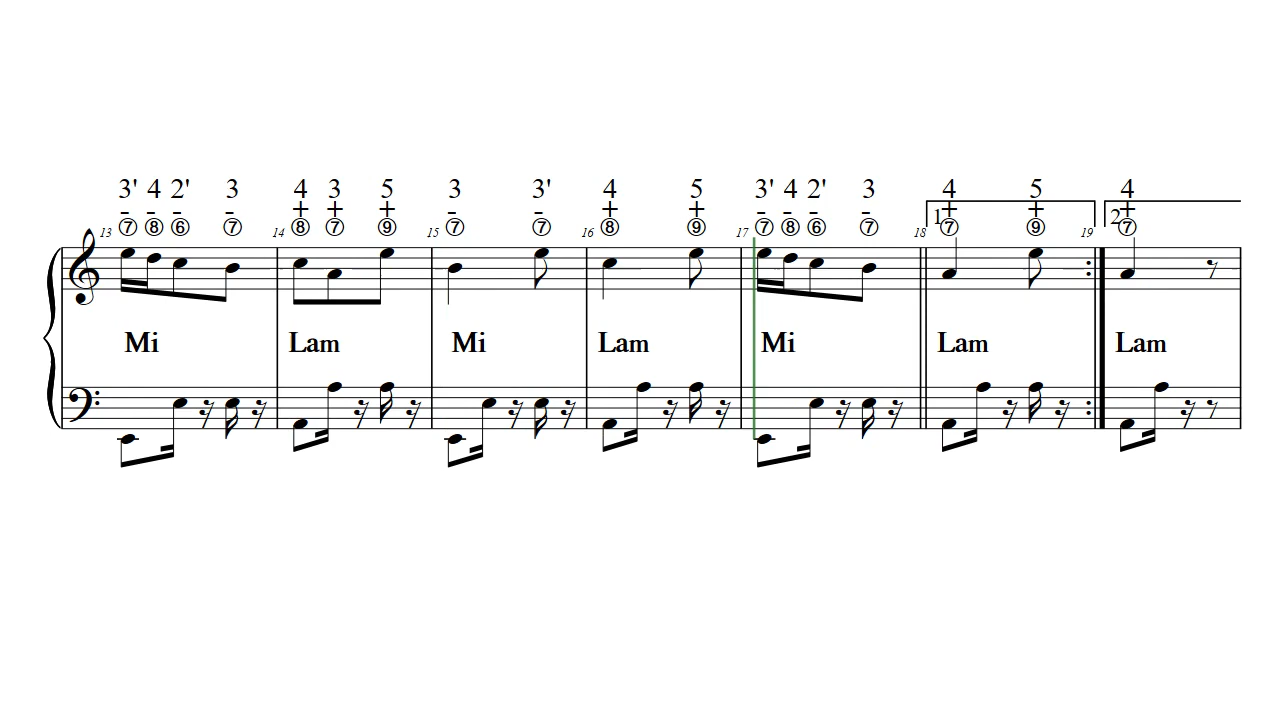 3' 4 2' 3 4 3 5 3 3' 4 5 3' 4 2' 3 4 5 4
- - - - + + + - - + + - - - - + + +
⑦ ⑧ ⑥ ⑦ ⑧ ⑦ ⑨ ⑦ ⑦ ⑧ ⑨ ⑦ ⑧ ⑥ ⑦ ⑦ ⑨ ⑦
13 14 15 16 17 18 1. 19 2.
Mi Lam Mi Lam Mi Lam Lam